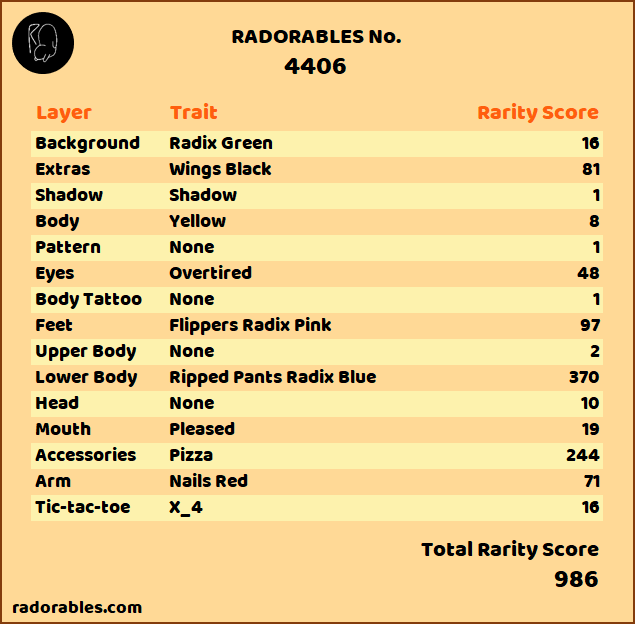 RADORABLES No.
4406
Layer Trait Rarity Score
Background Radix Green 16
Extras Wings Black 81
Shadow Shadow 1
Body Yellow 8
Pattern None 1
Eyes Overtired 48
Body Tattoo None 1
Feet Flippers Radix Pink 97
Upper Body None 2
Lower Body Ripped Pants Radix Blue 370
Head None 10
Mouth Pleased 19
Accessories Pizza 244
Arm Nails Red 71
Tic-tac-toe X_4 16
Total Rarity Score
986
radorables.com